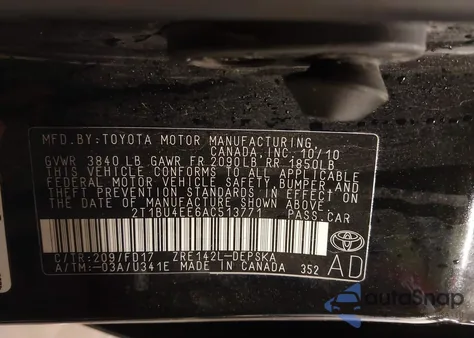 MFD.BY:TOYOTA MOTOR MANUFACTURING,
CANADA,INC. 10/10
GVWR 3840 LB GAWR FR 2090LB RR 1850LB
THIS VEHICLE CONFORMS TO ALL APPLICABLE
FEDERAL MOTOR VEHICLE SAFETY, BUMPER, AND
THEFT PREVENTION STANDARDS IN EFFECT ON
THE DATE OF MANUFACTURE SHOWN ABOVE.
2T1BU4EE6AC513771 PASS.CAR
C/TR:209/FD17 ZRE142L-DEPSKA
A/TM:-03A/U341E MADE IN CANADA 352
AD
TOYOTA
autoSnap